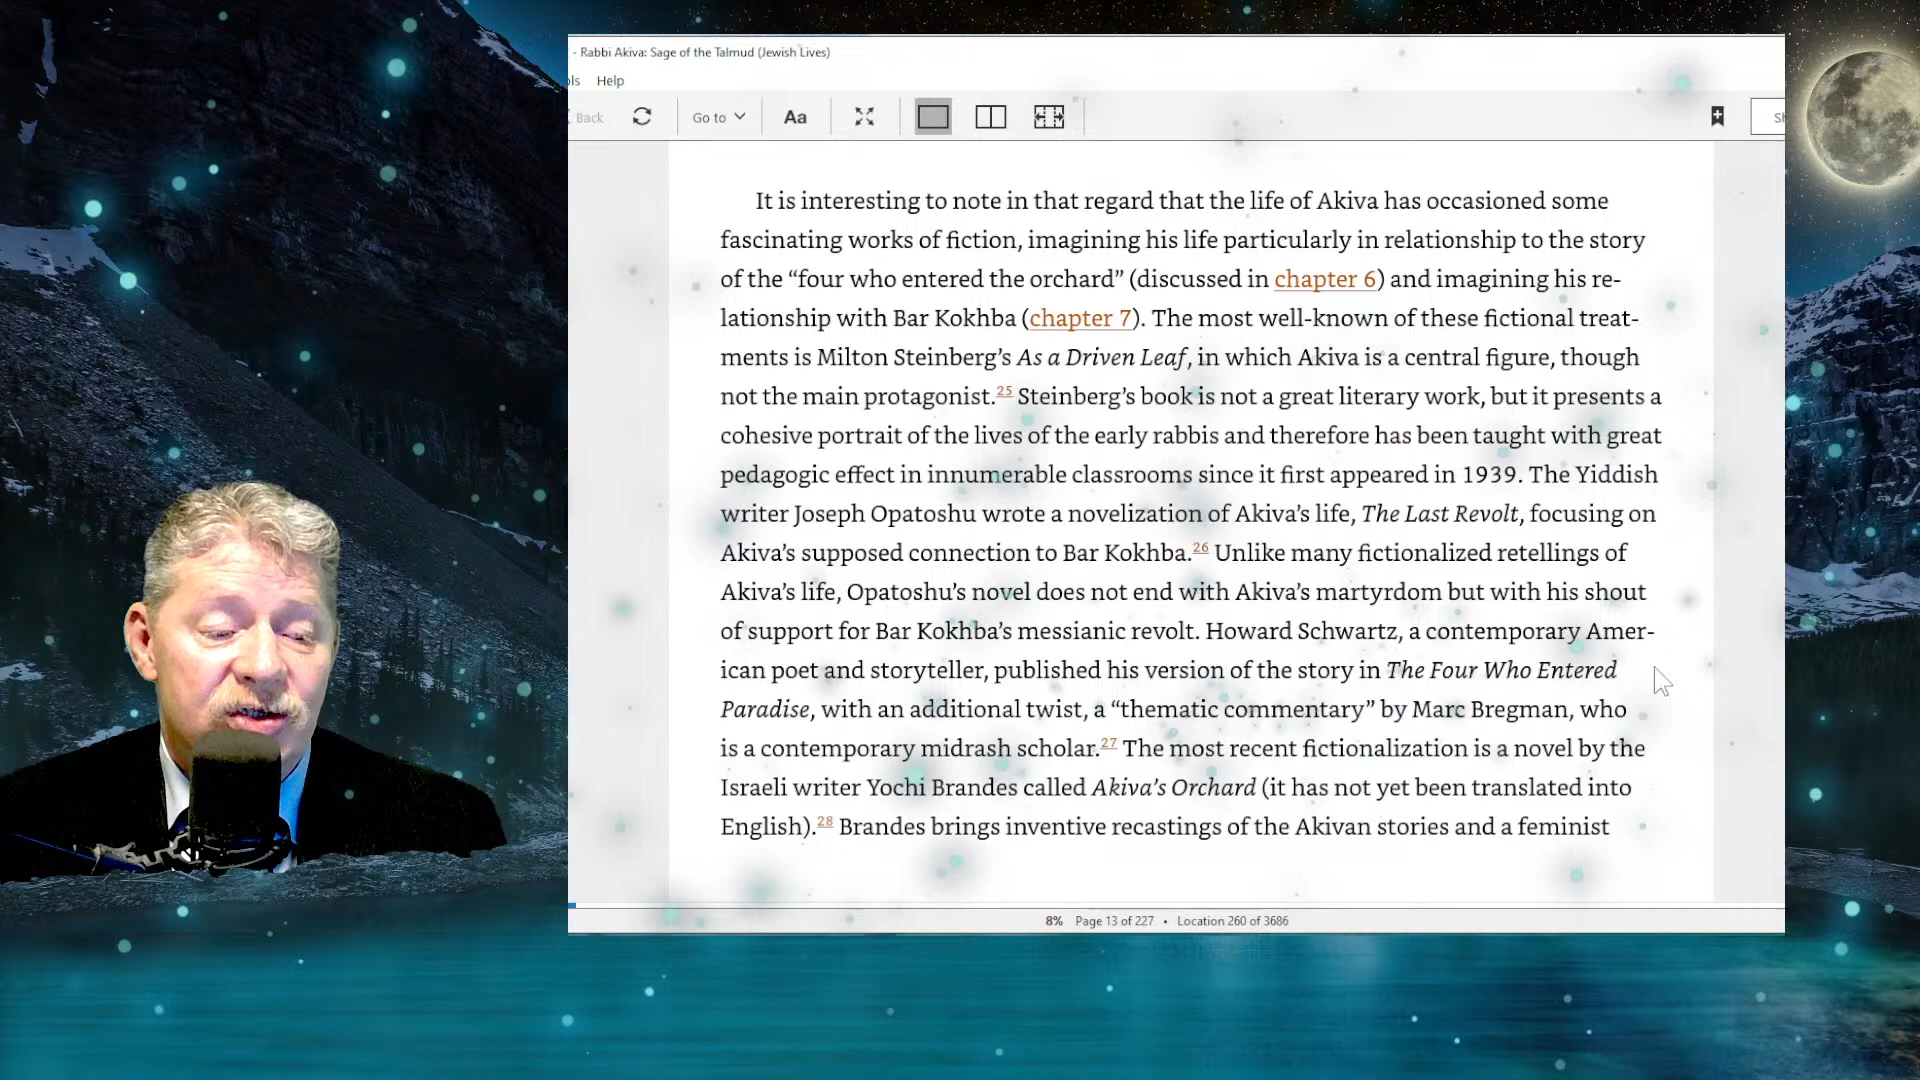 - Rabbi Akiva: Sage of the Talmud (Jewish Lives)
ols Help
Back Go to Aa
It is interesting to note in that regard that the life of Akiva has occasioned some
fascinating works of fiction, imagining his life particularly in relationship to the story
of the “four who entered the orchard” (discussed in chapter 6) and imagining his re-
lationship with Bar Kokhba (chapter 7). The most well-known of these fictional treat-
ments is Milton Steinberg’s As a Driven Leaf, in which Akiva is a central figure, though
not the main protagonist.25 Steinberg’s book is not a great literary work, but it presents a
cohesive portrait of the lives of the early rabbis and therefore has been taught with great
pedagogic effect in innumerable classrooms since it first appeared in 1939. The Yiddish
writer Joseph Opatoshu wrote a novelization of Akiva’s life, The Last Revolt, focusing on
Akiva’s supposed connection to Bar Kokhba.26 Unlike many fictionalized retellings of
Akiva’s life, Opatoshu’s novel does not end with Akiva’s martyrdom but with his shout
of support for Bar Kokhba’s messianic revolt. Howard Schwartz, a contemporary Amer-
ican poet and storyteller, published his version of the story in The Four Who Entered
Paradise, with an additional twist, a “thematic commentary” by Marc Bregman, who
is a contemporary midrash scholar.27 The most recent fictionalization is a novel by the
Israeli writer Yochi Brandes called Akiva’s Orchard (it has not yet been translated into
English).28 Brandes brings inventive recastings of the Akivan stories and a feminist
8% Page 13 of 227 • Location 260 of 3686